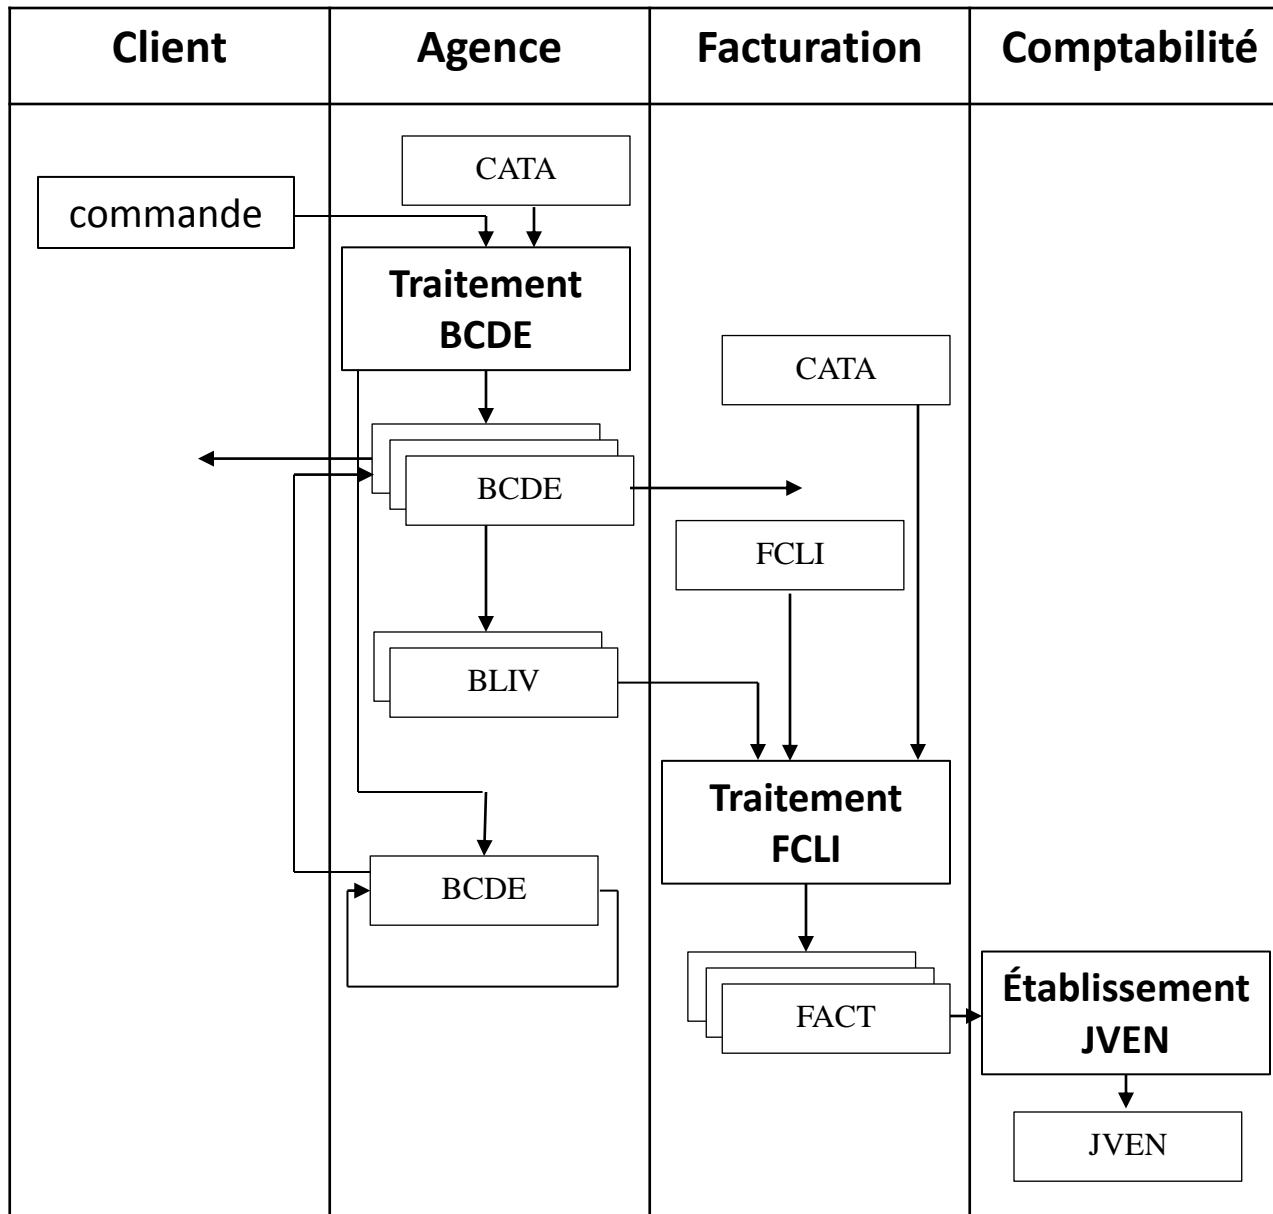 Client
Agence
Facturation
Comptabilité
CATA
commande
Traitement
BCDE
CATA
BCDE
FCLI
BLIV
Traitement
FCLI
BCDE
FACT
Établissement
JVEN
JVEN